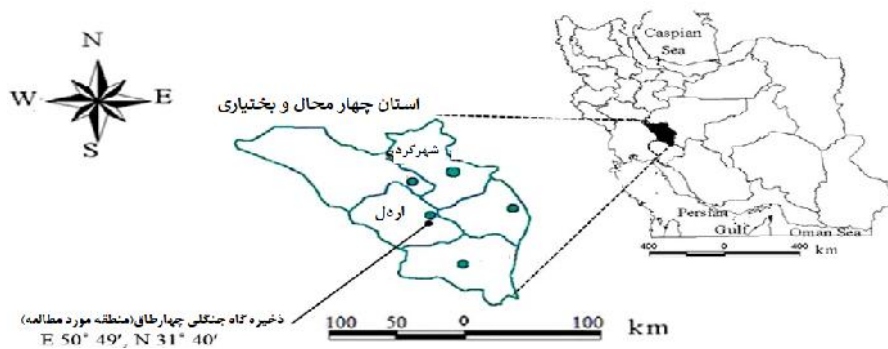 N
W E
S
Caspian
Sea
استان چهار محال و بختیاری
شهرکرد
اردل
Persian
Gulf
Oman Sea
400 0 400
km
ذخیره گاه جنگلی چهارطاق(منطقه مورد مطالعه)
E 50° 49′, N 31° 40′
100 50 0 100
km